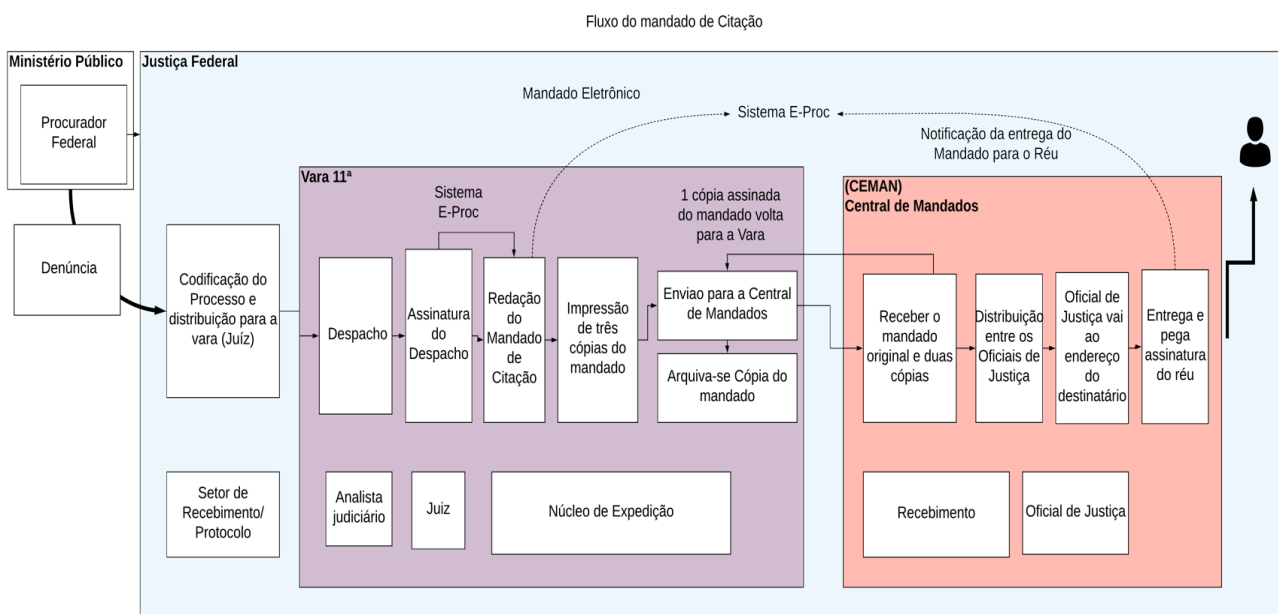 Fluxo do mandado de Citação
Ministério Público
Procurador
Federal
Denúncia
Justiça Federal
Codificação do
Processo e
distribuição para a
vara (Juíz)
Setor de
Recebimento/
Protocolo
Vara 11ª
Despacho
Assinatura
do
Despacho
Sistema
E-Proc
Redação
do
Mandado
de
Citação
Impressão
de três
cópias do
mandado
1 cópia assinada
do mandado volta
para a Vara
Enviao para a Central
de Mandados
Arquiva-se Cópia do
mandado
Analista
judiciário
Juiz
Núcleo de Expedição
Mandado Eletrônico
Sistema E-Proc
Notificação da entrega do
Mandado para o Réu
(CEMAN)
Central de Mandados
Receber o
mandado
original e duas
cópias
Distribuição
entre os
Oficiais de
Justiça
Oficial de
Justiça vai
ao
endereço
do
destinatário
Entrega e
pega
assinatura
do réu
Recebimento
Oficial de Justiça